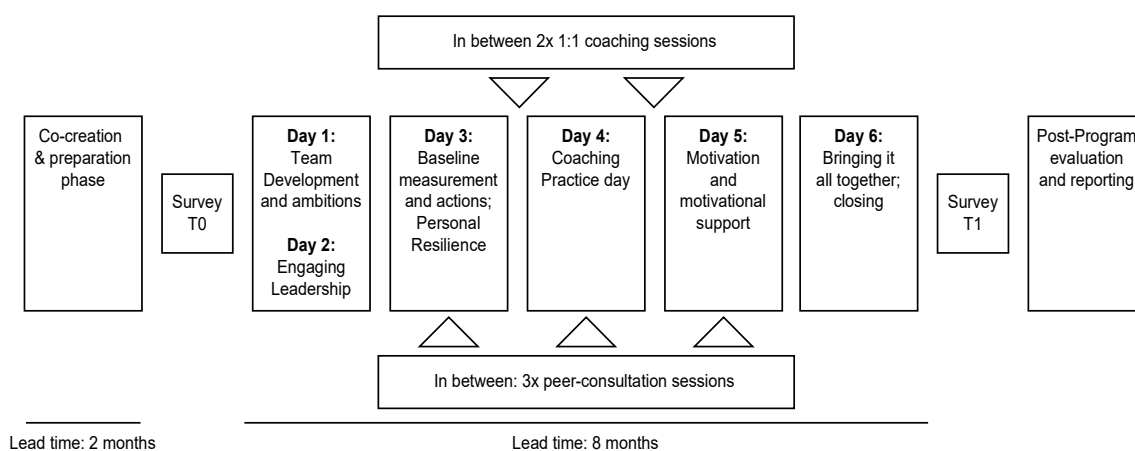 In between 2x 1:1 coaching sessions
Co-creation
& preparation
phase
Survey
T0
Day 1:
Team
Development
and ambitions
Day 2:
Engaging
Leadership
Day 3:
Baseline
measurement
and actions;
Personal
Resilience
Day 4:
Coaching
Practice day
Day 5:
Motivation
and
motivational
support
Day 6:
Bringing it
all together;
closing
Survey
T1
Post-Program
evaluation
and reporting
In between: 3x peer-consultation sessions
Lead time: 2 months
Lead time: 8 months